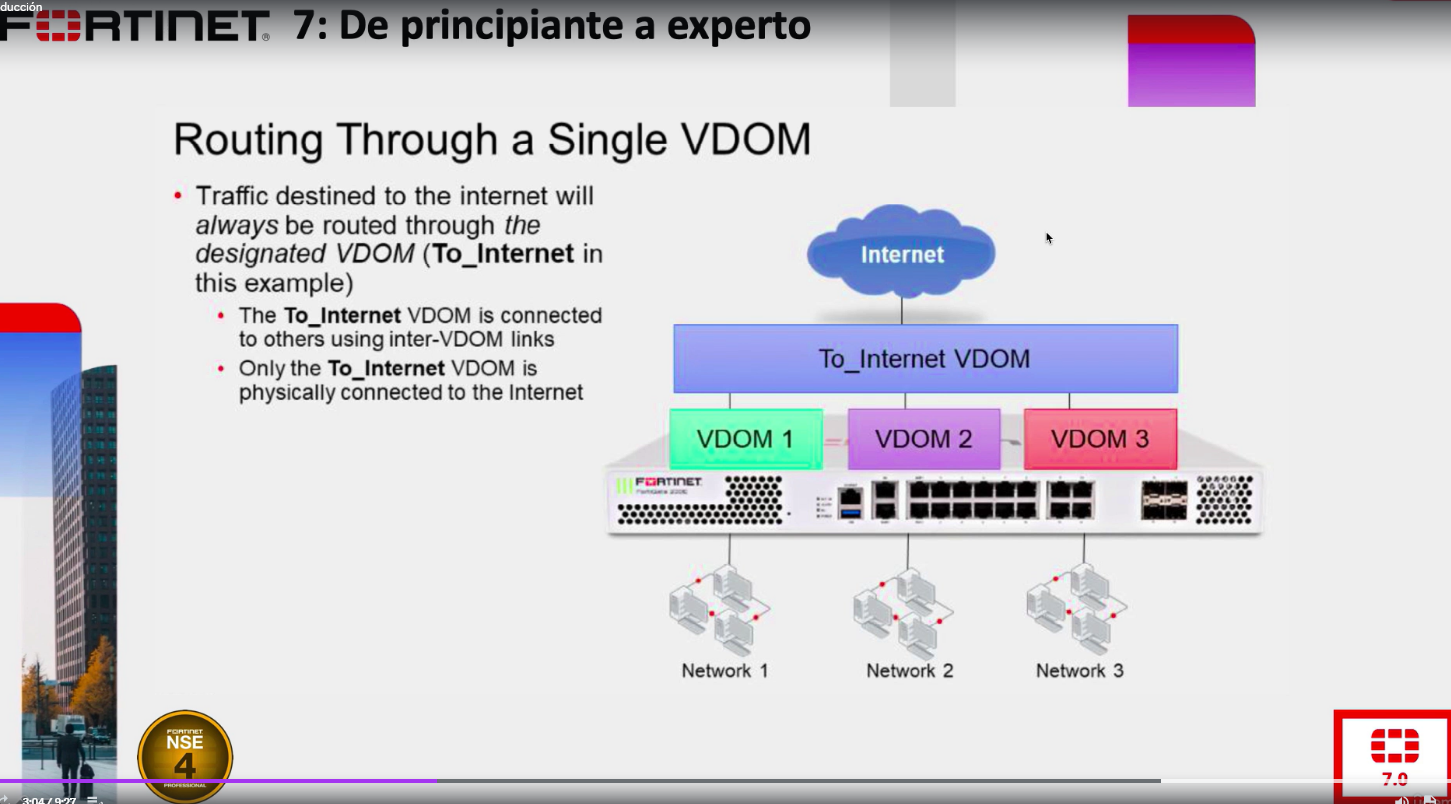 ducción
FORTINET 7: De principiante a experto
Routing Through a Single VDOM
• Traffic destined to the internet will
always be routed through the
designated VDOM (To_Internet in
this example)
• The To_Internet VDOM is connected
to others using inter-VDOM links
• Only the To_Internet VDOM is
physically connected to the Internet
Internet
To_Internet VDOM
VDOM 1
VDOM 2
VDOM 3
FORTINET
Network 1
Network 2
Network 3
FORTINET
NSE
4
PROFESSIONAL
7.0
3:04 / 9:27